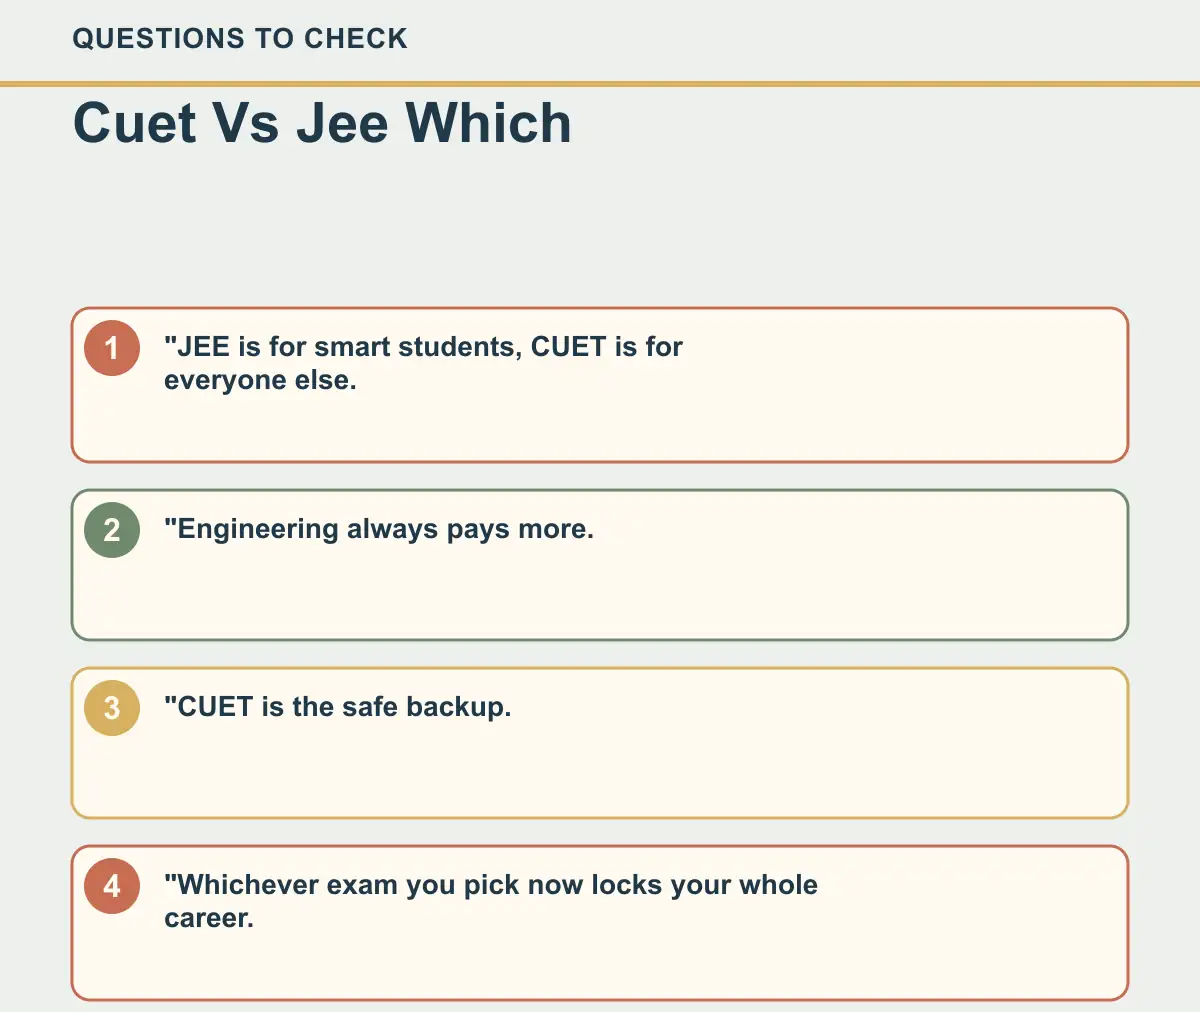 QUESTIONS TO CHECK
Cuet Vs Jee Which
1
"JEE is for smart students, CUET is for
everyone else.
2
"Engineering always pays more.
3
"CUET is the safe backup.
4
"Whichever exam you pick now locks your whole
career.